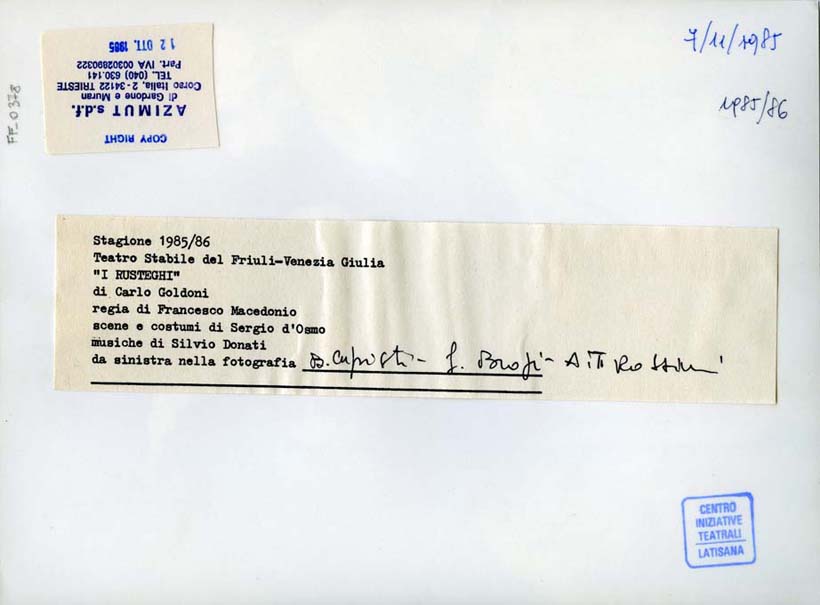 7/11/1985
1985/86
COPY RIGHT
AZIMUT s.d.f.
di Gardone e Muran
Corso Italia, 2 - 34122 TRIESTE
TEL. (040) 630.141
Part. IVA 00302890322
12 OTT. 1985
FF_0378
Stagione 1985/86
Teatro Stabile del Friuli-Venezia Giulia
"I RUSTEGHI"
di Carlo Goldoni
regia di Francesco Macedonio
scene e costumi di Sergio d'Osmo
musiche di Silvio Donati
da sinistra nella fotografia
CENTRO
INIZIATIVE
TEATRALI
LATISANA